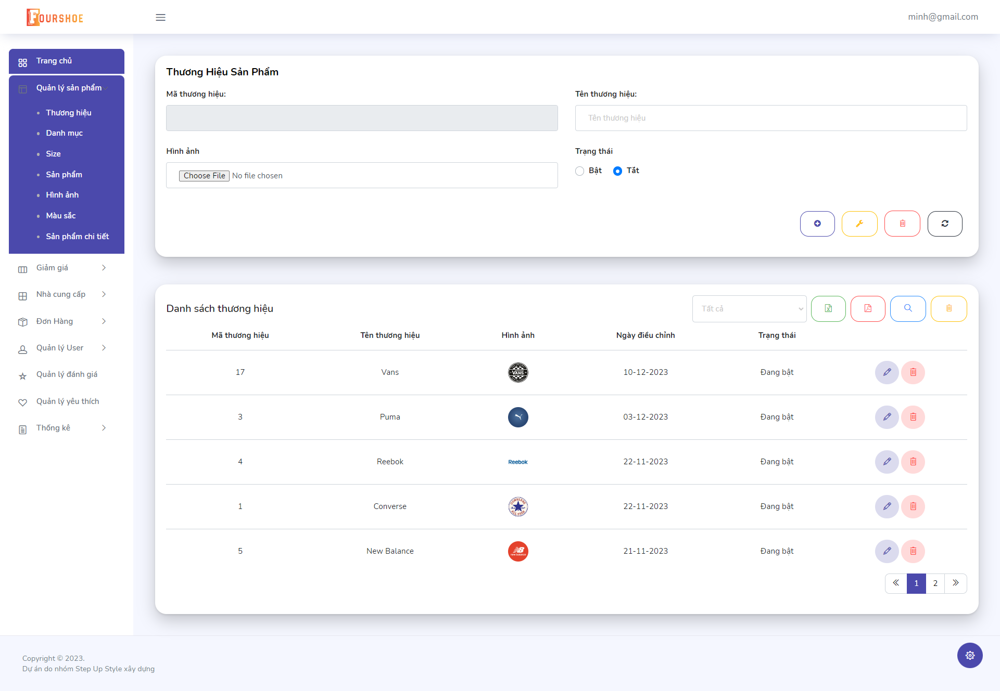 FOURSHOE
minh@gmail.com
Trang chủ
Quản lý sản phẩm
Thương hiệu
Danh mục
Size
Sản phẩm
Hình ảnh
Màu sắc
Sản phẩm chi tiết
Giảm giá
Nhà cung cấp
Đơn Hàng
Quản lý User
Quản lý đánh giá
Quản lý yêu thích
Thống kê
Thương Hiệu Sản Phẩm
Mã thương hiệu:
Tên thương hiệu:
Tên thương hiệu
Hình ảnh
Trạng thái
Choose File No file chosen
Bật Tắt
Danh sách thương hiệu
Tất cả
Mã thương hiệu Tên thương hiệu Hình ảnh Ngày điều chỉnh Trạng thái
17 Vans VANS 10-12-2023 Đang bật
3 Puma 03-12-2023 Đang bật
4 Reebok Reebok 22-11-2023 Đang bật
1 Converse CONVERSE ALL STAR 22-11-2023 Đang bật
5 New Balance NB new balance 21-11-2023 Đang bật
1 2
Copyright © 2023.
Dự án do nhóm Step Up Style xây dựng